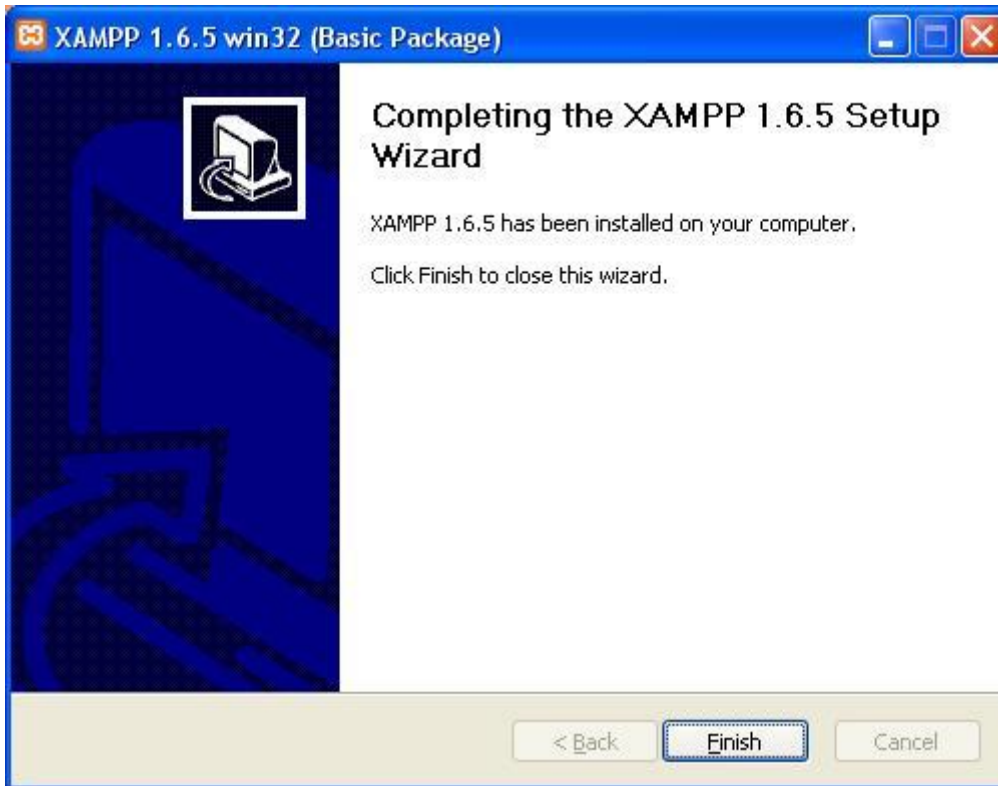 XAMPP 1.6.5 win32 (Basic Package)
Completing the XAMPP 1.6.5 Setup
Wizard
XAMPP 1.6.5 has been installed on your computer.
Click Finish to close this wizard.
< Back
Finish
Cancel